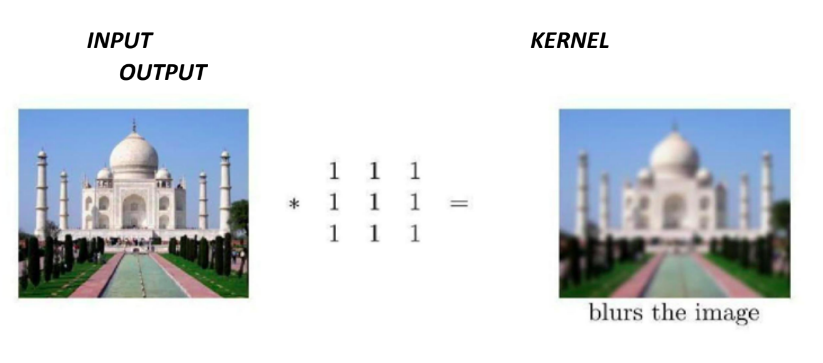 INPUT KERNEL
OUTPUT
1 1 1
* 1 1 1 =
1 1 1
blurs the image